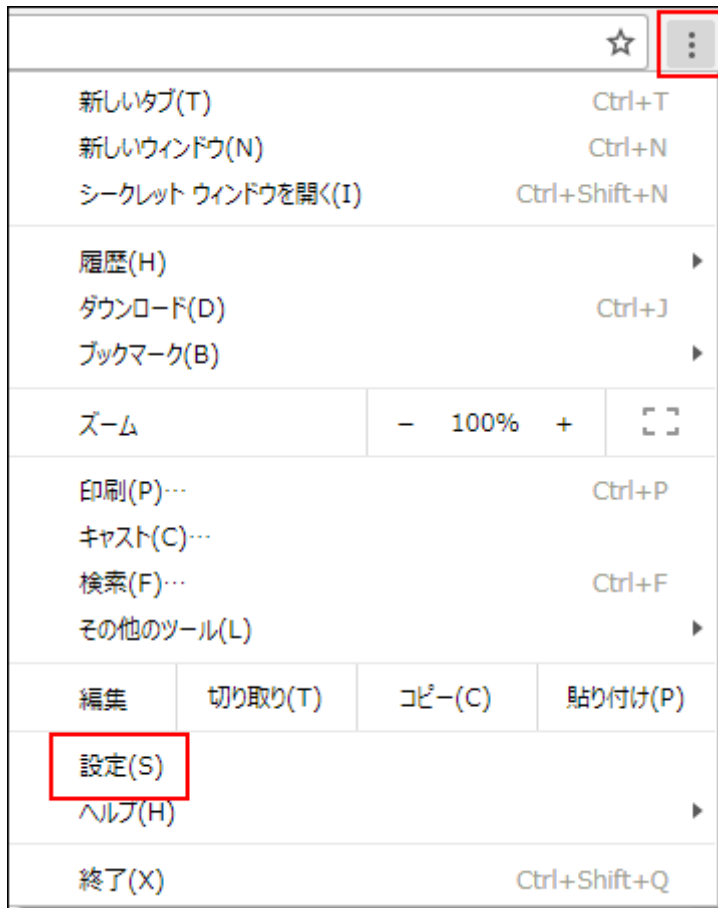 新しいタブ(T) Ctrl+T
新しいウィンドウ(N) Ctrl+N
シークレット ウィンドウを開く(I) Ctrl+Shift+N
履歴(H)
ダウンロード(D) Ctrl+J
ブックマーク(B)
ズーム － 100% +
印刷(P)… Ctrl+P
キャスト(C)…
検索(F)… Ctrl+F
その他のツール(L)
編集 切り取り(T) コピー(C) 貼り付け(P)
設定(S)
ヘルプ(H)
終了(X) Ctrl+Shift+Q